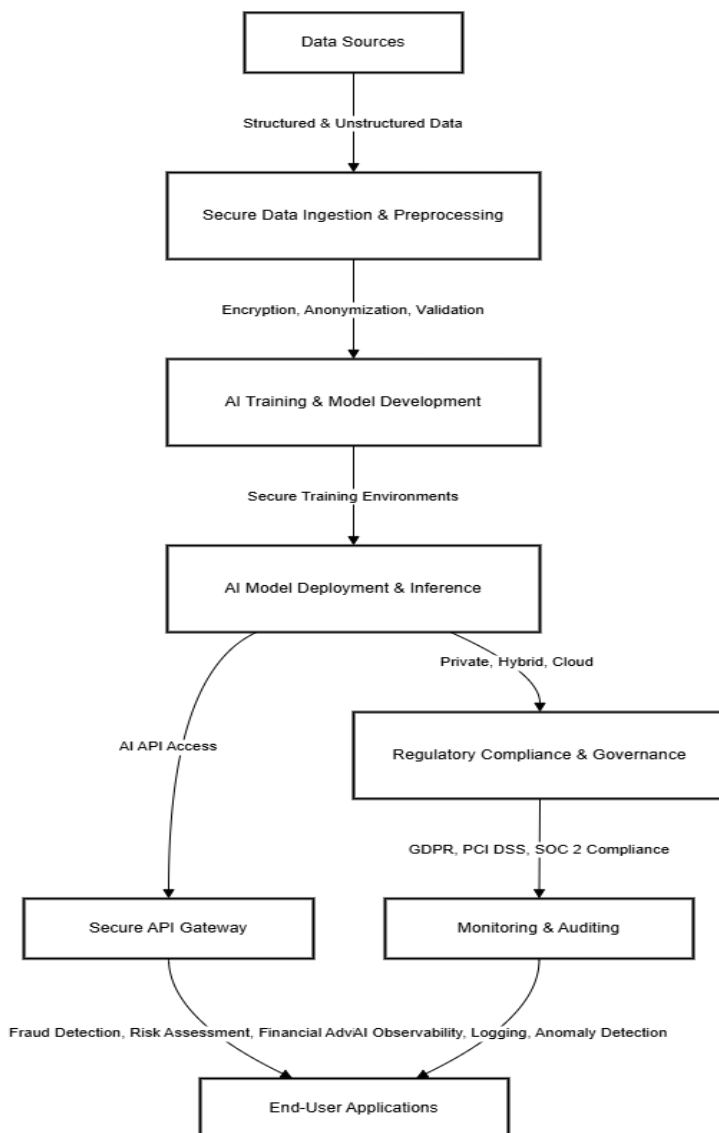 Data Sources
Structured & Unstructured Data
Secure Data Ingestion & Preprocessing
Encryption, Anonymization, Validation
AI Training & Model Development
Secure Training Environments
AI Model Deployment & Inference
Private, Hybrid, Cloud
AI API Access
Regulatory Compliance & Governance
GDPR, PCI DSS, SOC 2 Compliance
Secure API Gateway
Monitoring & Auditing
Fraud Detection, Risk Assessment, Financial
AI Observability, Logging, Anomaly Detection
End-User Applications